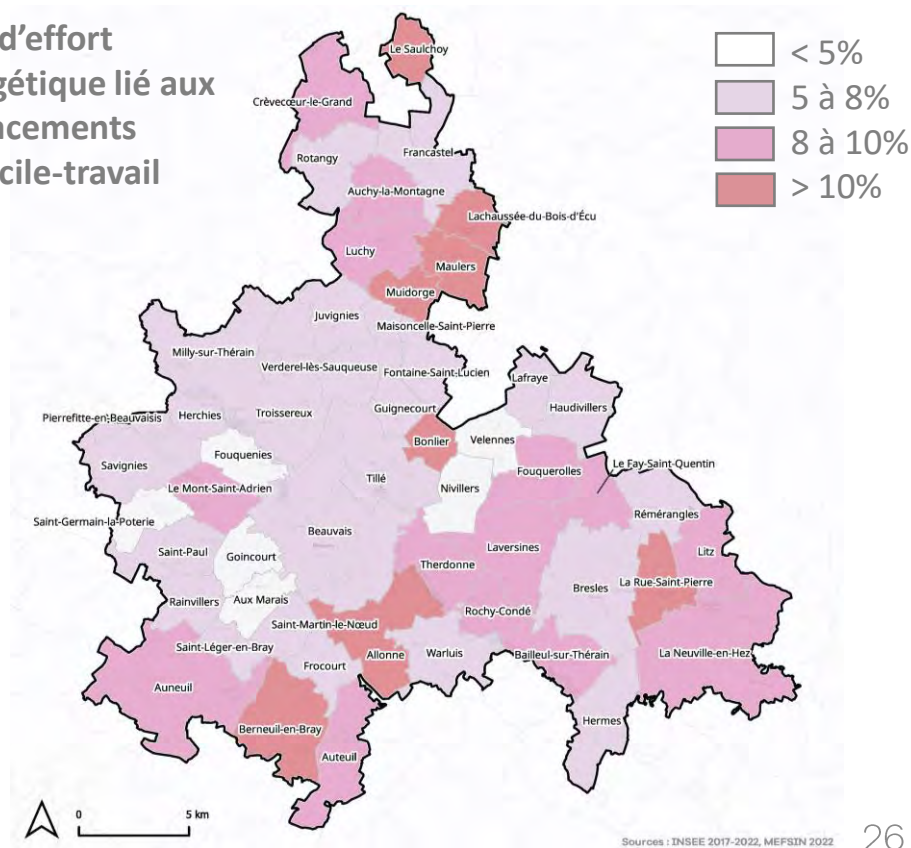 d’effort
gétique lié aux
acements
cile-travail
< 5%
5 à 8%
8 à 10%
> 10%
Le Saulchoy
Crèvecœur-le-Grand
Rotangy
Francastel
Auchy-la-Montagne
Lachaussée-du-Bois-d'Écu
Luchy
Maulers
Muidorge
Juvignies
Maisoncelle-Saint-Pierre
Milly-sur-Thérain
Verderel-lès-Sauqueuse
Fontaine-Saint-Lucien
Lafraye
Haudivillers
Pierrefitte-en-Beauvaisis
Herchies
Troissereux
Guignecourt
Bonlier
Velennes
Fouquenies
Savignies
Le Mont-Saint-Adrien
Tillé
Nivillers
Fouquerolles
Le Fay-Saint-Quentin
Saint-Germain-la-Poterie
Rémérangles
Beauvais
Saint-Paul
Goincourt
Therdonne
Laversines
Litz
Bresles
La Rue-Saint-Pierre
Rainvillers
Aux Marais
Rochy-Condé
Saint-Martin-le-Nœud
Saint-Léger-en-Bray
Frocourt
Allonne
Warluis
Bailleul-sur-Thérain
La Neuville-en-Hez
Auneuil
Berneuil-en-Bray
Auteuil
Hermes
0
5 km
Sources : INSEE 2017-2022, MEFSIN 2022
26